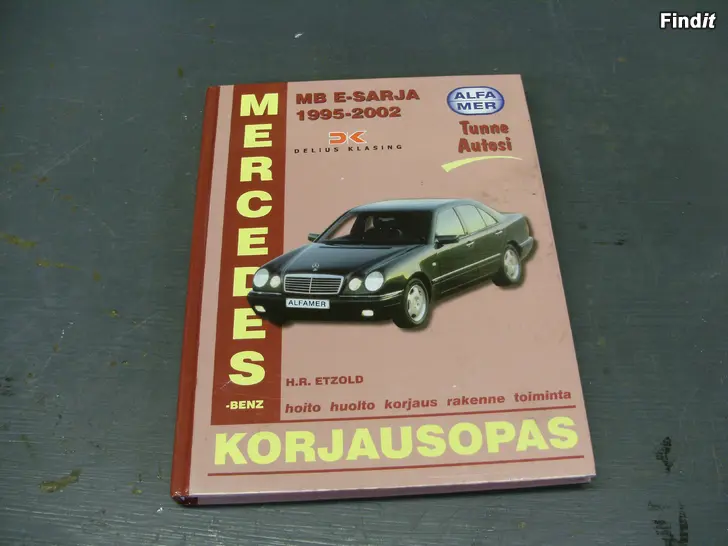 Findit
MERCEDES
-BENZ
MB E-SARJA
1995-2002
DK
DELIUS KLASING
ALFA
MER
Tunne
Autosi
ALFAMER
H.R. ETZOLD
hoito huolto korjaus rakenne toiminta
KORJAUSOPAS